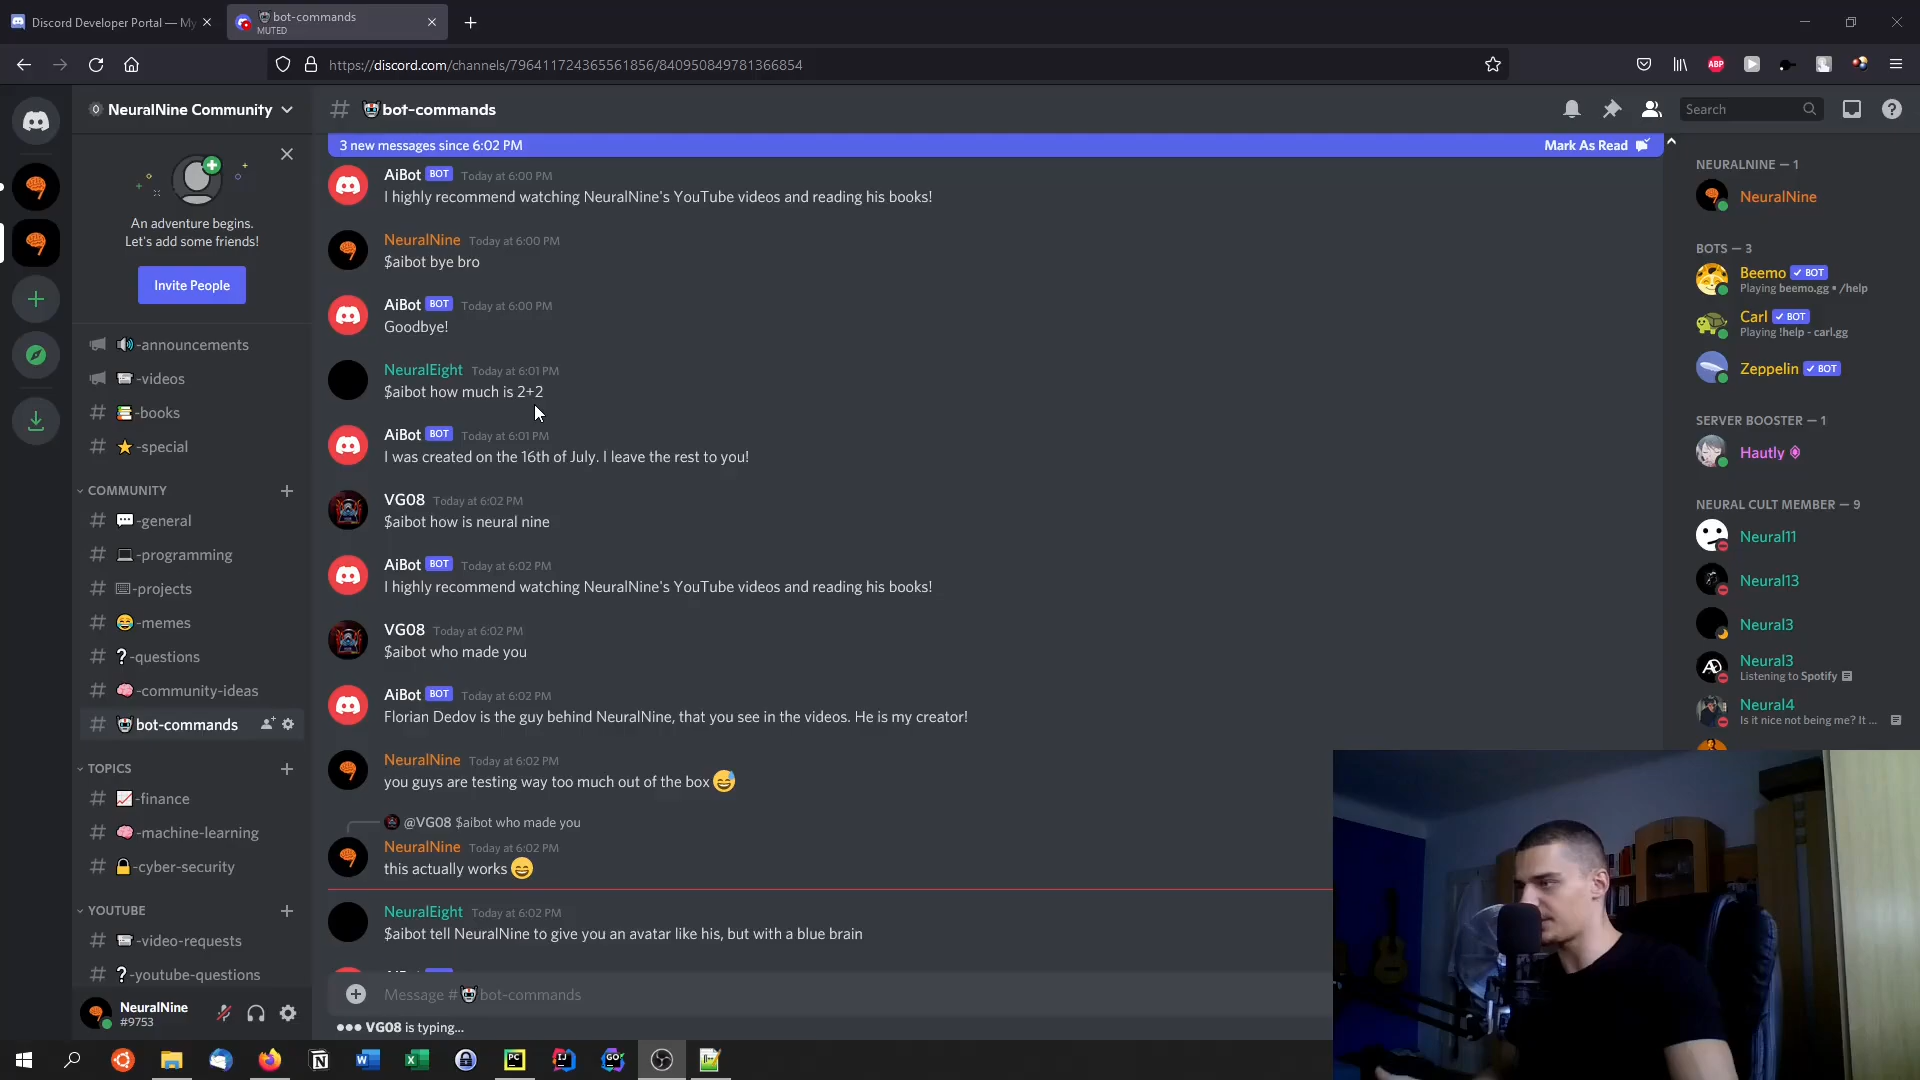 Discord Developer Portal — My
bot-commands
MUTED
https://discord.com/channels/796411724365561856/840950849781366854
ABP
NeuralNine Community
bot-commands
Search
3 new messages since 6:02 PM
Mark As Read
An adventure begins.
Let's add some friends!
Invite People
-announcements
-videos
-books
-special
COMMUNITY
-general
-programming
-projects
-memes
-questions
-community-ideas
bot-commands
TOPICS
-finance
-machine-learning
-cyber-security
YOUTUBE
-video-requests
-youtube-questions
NeuralNine
#9753
AiBot BOT Today at 6:00 PM
I highly recommend watching NeuralNine's YouTube videos and reading his books!
NeuralNine Today at 6:00 PM
$aibot bye bro
AiBot BOT Today at 6:00 PM
Goodbye!
NeuralEight Today at 6:01 PM
$aibot how much is 2+2
AiBot BOT Today at 6:01 PM
I was created on the 16th of July. I leave the rest to you!
VG08 Today at 6:02 PM
$aibot how is neural nine
AiBot BOT Today at 6:02 PM
I highly recommend watching NeuralNine's YouTube videos and reading his books!
VG08 Today at 6:02 PM
$aibot who made you
AiBot BOT Today at 6:02 PM
Florian Dedov is the guy behind NeuralNine, that you see in the videos. He is my creator!
NeuralNine Today at 6:02 PM
you guys are testing way too much out of the box
@VG08 $aibot who made you
NeuralNine Today at 6:02 PM
this actually works
NeuralEight Today at 6:02 PM
$aibot tell NeuralNine to give you an avatar like his, but with a blue brain
Message # bot-commands
VG08 is typing...
NEURALNINE — 1
NeuralNine
BOTS — 3
Beemo BOT
Playing beemo.gg • /help
Carl BOT
Playing !help - carl.gg
Zeppelin BOT
SERVER BOOSTER — 1
Hautly
NEURAL CULT MEMBER — 9
Neural11
Neural13
Neural3
Neural3
Listening to Spotify
Neural4
Is it nice not being me? It ...
PC
IJ
GO